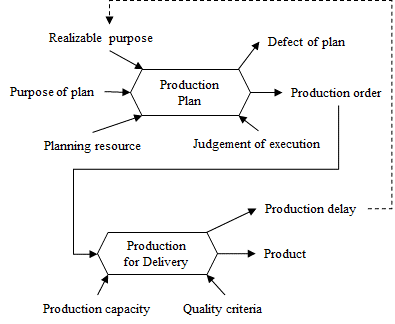 Realizable purpose
Defect of plan
Purpose of plan
Production
Plan
Production order
Planning resource
Judgement of execution
Production delay
Production
for Delivery
Product
Production capacity
Quality criteria